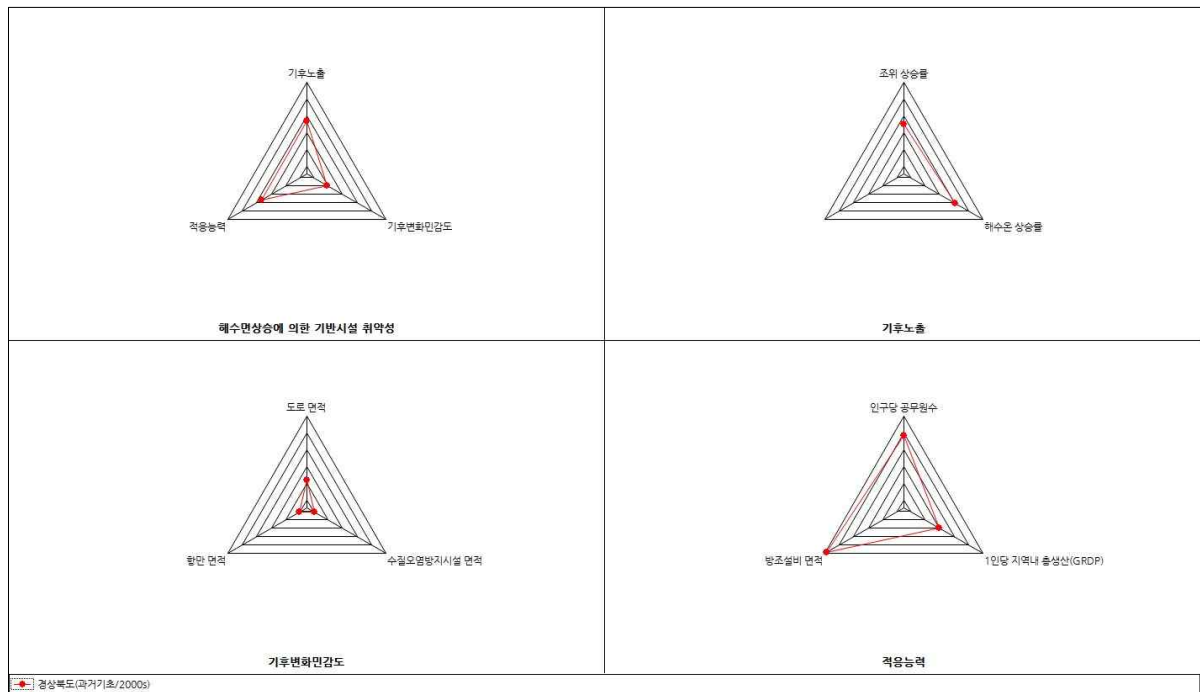 기후노출
적응능력
기후변화민감도
해수면상승에 의한 기반시설 취약성
조위 상승률
해수온 상승률
기후노출
도로 면적
항만 면적
수질오염방지시설 면적
기후변화민감도
인구당 공무원수
방조설비 면적
1인당 지역내 총생산(GRDP)
적응능력
경상북도(과거기초/2000s)